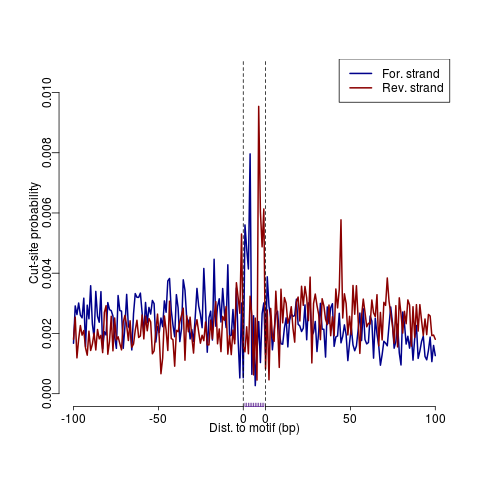 For. strand
Rev. strand
Cut-site probability
0.010
0.008
0.006
0.004
0.002
0.000
-100 -50 0 0 50 100
Dist. to motif (bp)